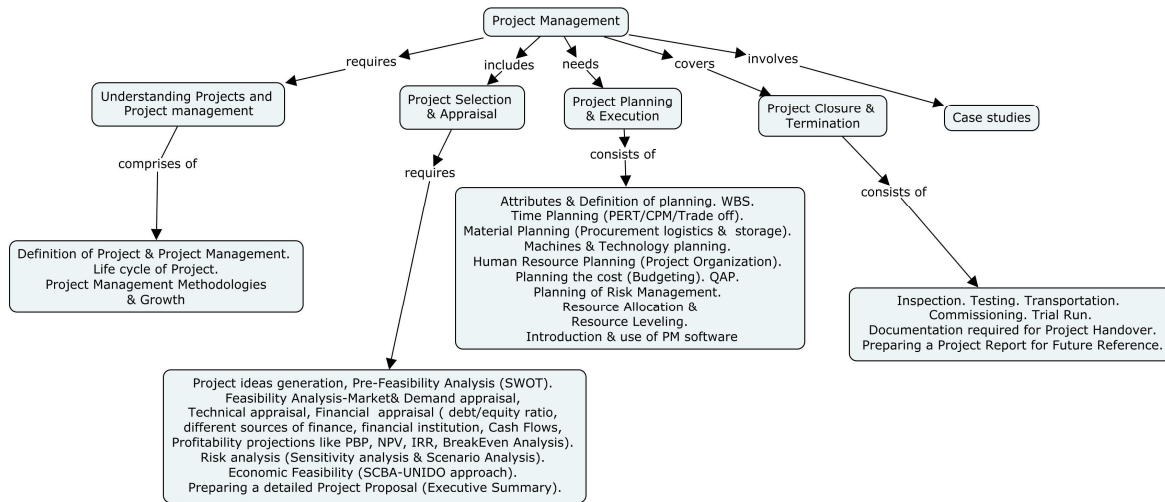 Project Management
requires
includes
needs
covers
involves
Understanding Projects and
Project management
Project Selection
& Appraisal
Project Planning
& Execution
Project Closure &
Termination
Case studies
comprises of
requires
consists of
consists of
Definition of Project & Project Management.
Life cycle of Project.
Project Management Methodologies
& Growth
Attributes & Definition of planning. WBS.
Time Planning (PERT/CPM/Trade off).
Material Planning (Procurement logistics & storage).
Machines & Technology planning.
Human Resource Planning (Project Organization).
Planning the cost (Budgeting). QAP.
Planning of Risk Management.
Resource Allocation &
Resource Leveling.
Introduction & use of PM software
Inspection. Testing. Transportation.
Commissioning. Trial Run.
Documentation required for Project Handover.
Preparing a Project Report for Future Reference.
Project ideas generation, Pre-Feasibility Analysis (SWOT).
Feasibility Analysis-Market& Demand appraisal,
Technical appraisal, Financial appraisal ( debt/equity ratio,
different sources of finance, financial institution, Cash Flows,
Profitability projections like PBP, NPV, IRR, BreakEven Analysis).
Risk analysis (Sensitivity analysis & Scenario Analysis).
Economic Feasibility (SCBA-UNIDO approach).
Preparing a detailed Project Proposal (Executive Summary).